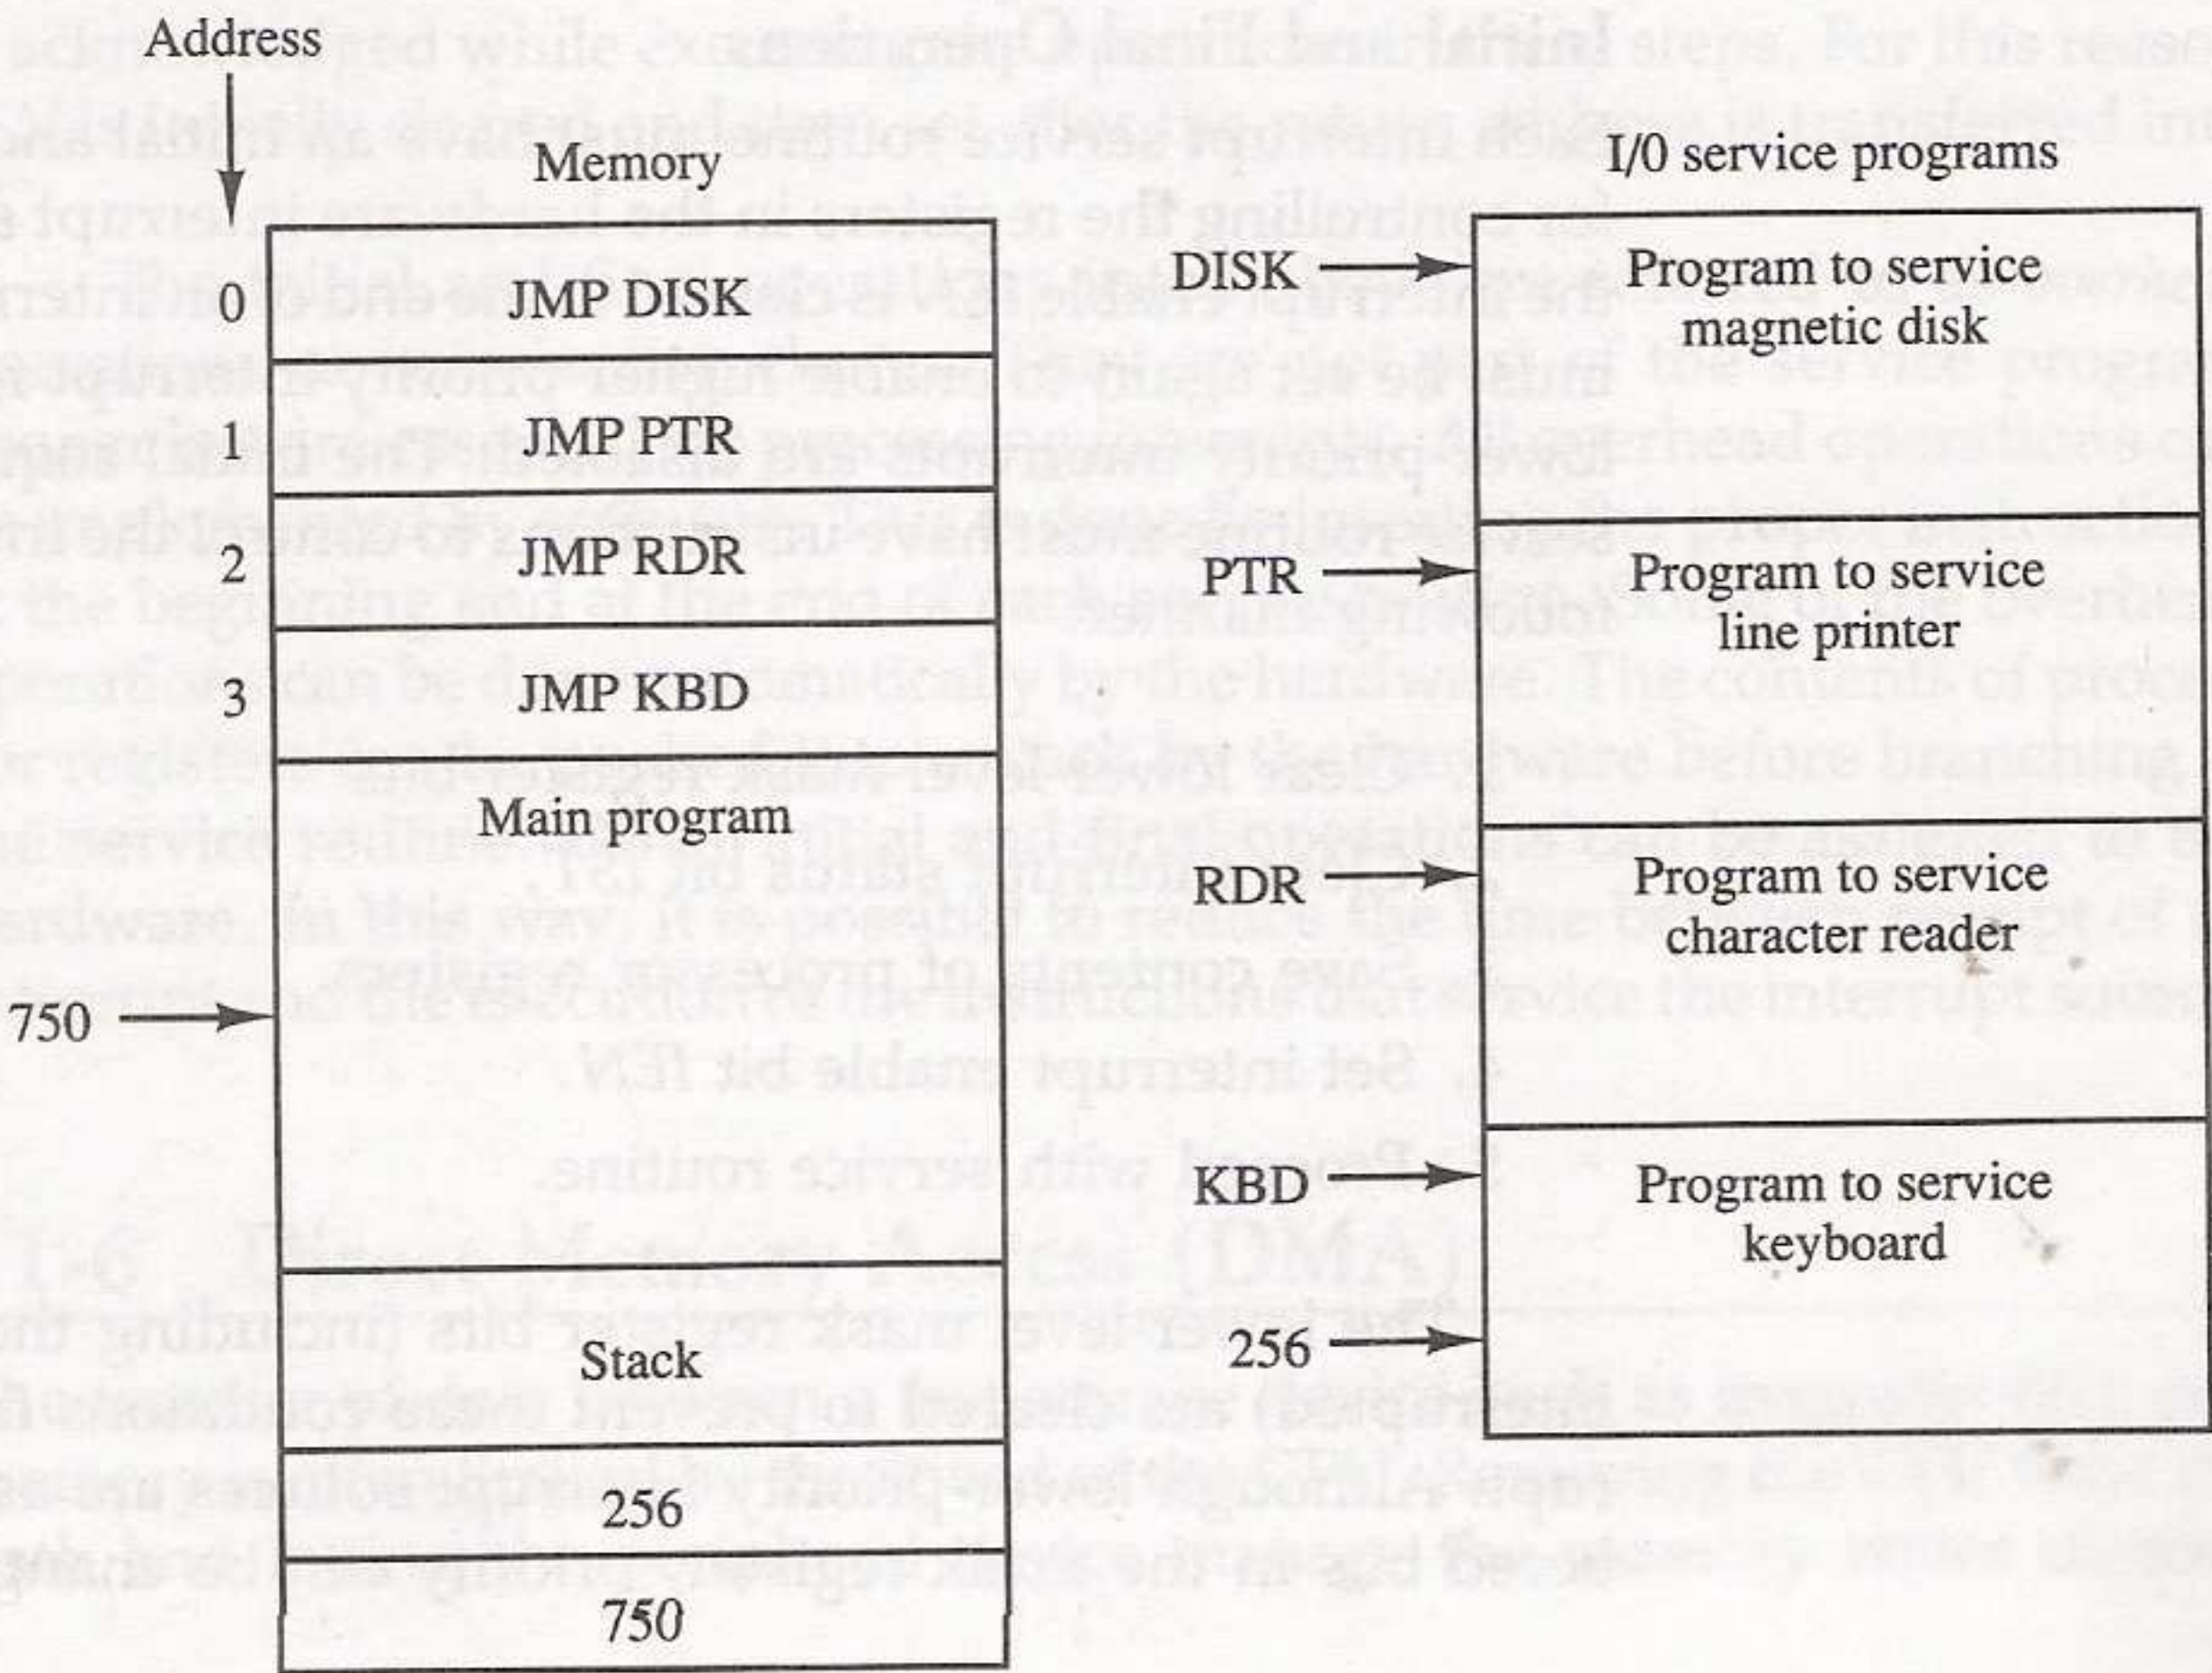 Address
Memory
0
JMP DISK
1
JMP PTR
2
JMP RDR
3
JMP KBD
Main program
750
Stack
256
750
I/0 service programs
DISK
Program to service
magnetic disk
PTR
Program to service
line printer
RDR
Program to service
character reader
KBD
Program to service
keyboard
256